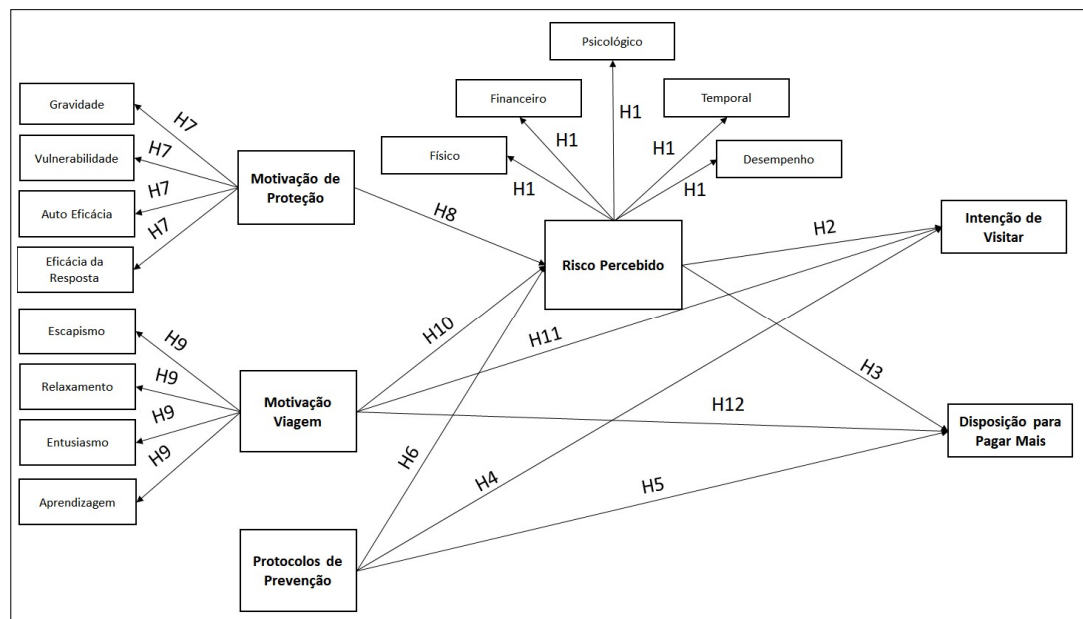 Psicológico
Gravidade
Financeiro
Temporal
H7
H1
Vulnerabilidade
H7
H1
H1
Físico
Desempenho
Motivação de
Proteção
H7
H1
H1
Auto Eficácia
H7
H8
Intenção de
Visitar
H2
Eficácia da
Resposta
Risco Percebido
Escapismo
H10
H11
H9
Relaxamento
H9
H3
Motivação
Viagem
H12
H9
Disposição para
Pagar Mais
Entusiasmo
H9
H6
H4
H5
Aprendizagem
Protocolos de
Prevenção